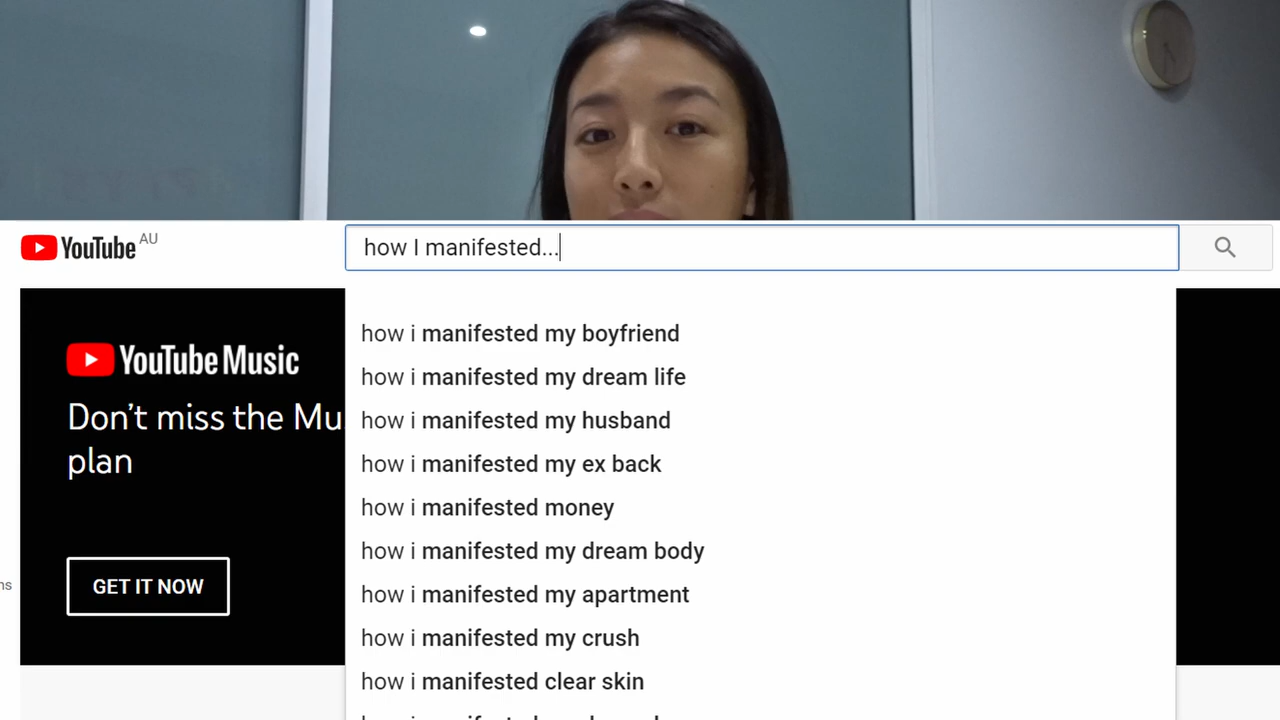 YouTube AU
how I manifested...
how i manifested my boyfriend
how i manifested my dream life
how i manifested my husband
how i manifested my ex back
how i manifested money
how i manifested my dream body
how i manifested my apartment
how i manifested my crush
how i manifested clear skin
YouTube Music
Don't miss the Mu
plan
GET IT NOW
ns